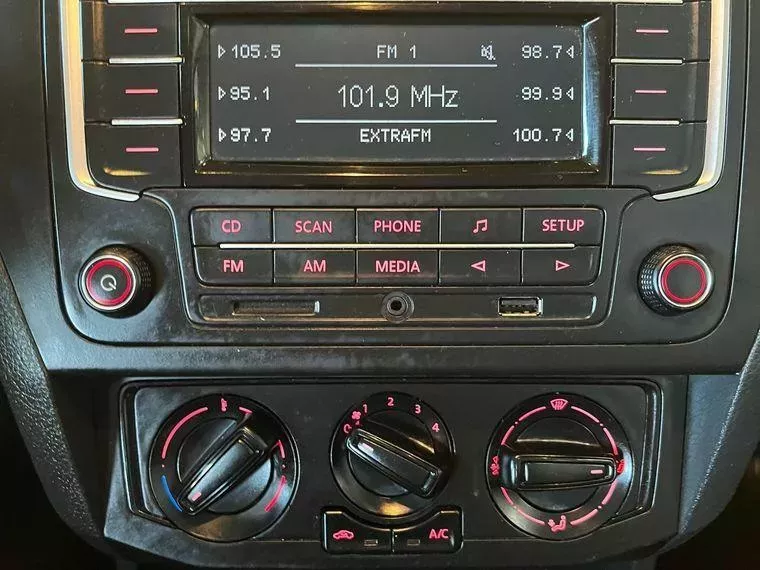 105.5 FM 1 98.7
95.1 101.9 MHz 99.9
97.7 EXTRAFM 100.7
CD SCAN PHONE SETUP
FM AM MEDIA
1 2 3 4
A/C